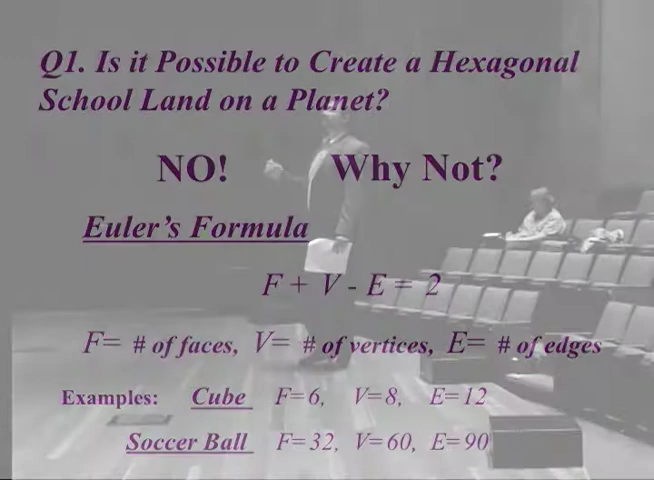 Q1. Is it Possible to Create a Hexagonal
School Land on a Planet?
NO! Why Not?
Euler's Formula
F + V - E = 2
F= # of faces, V= # of vertices, E= # of edges
Examples: Cube F=6, V=8, E=12
Soccer Ball F=32, V=60, E=90